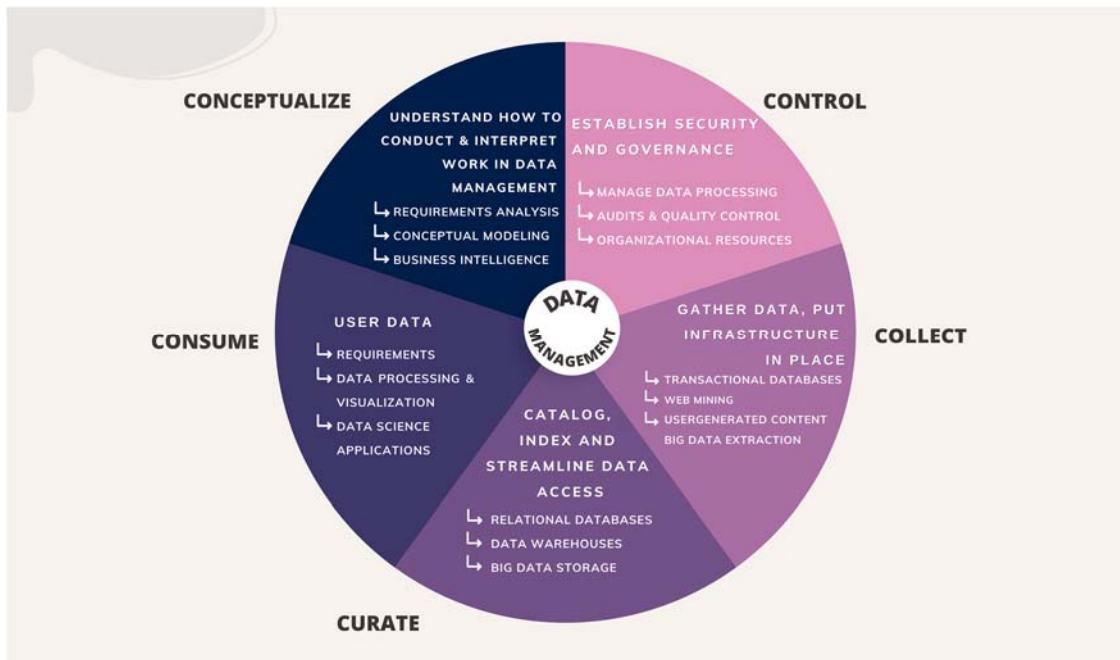 CONCEPTUALIZE
UNDERSTAND HOW TO
CONDUCT & INTERPRET
WORK IN DATA
MANAGEMENT
REQUIREMENTS ANALYSIS
CONCEPTUAL MODELING
BUSINESS INTELLIGENCE
CONTROL
ESTABLISH SECURITY
AND GOVERNANCE
MANAGE DATA PROCESSING
AUDITS & QUALITY CONTROL
ORGANIZATIONAL RESOURCES
COLLECT
GATHER DATA, PUT
INFRASTRUCTURE
IN PLACE
TRANSACTIONAL DATABASES
WEB MINING
USERGENERATED CONTENT
BIG DATA EXTRACTION
CURATE
CATALOG,
INDEX AND
STREAMLINE DATA
ACCESS
RELATIONAL DATABASES
DATA WAREHOUSES
BIG DATA STORAGE
CONSUME
USER DATA
REQUIREMENTS
DATA PROCESSING &
VISUALIZATION
DATA SCIENCE
APPLICATIONS
DATA
MANAGEMENT